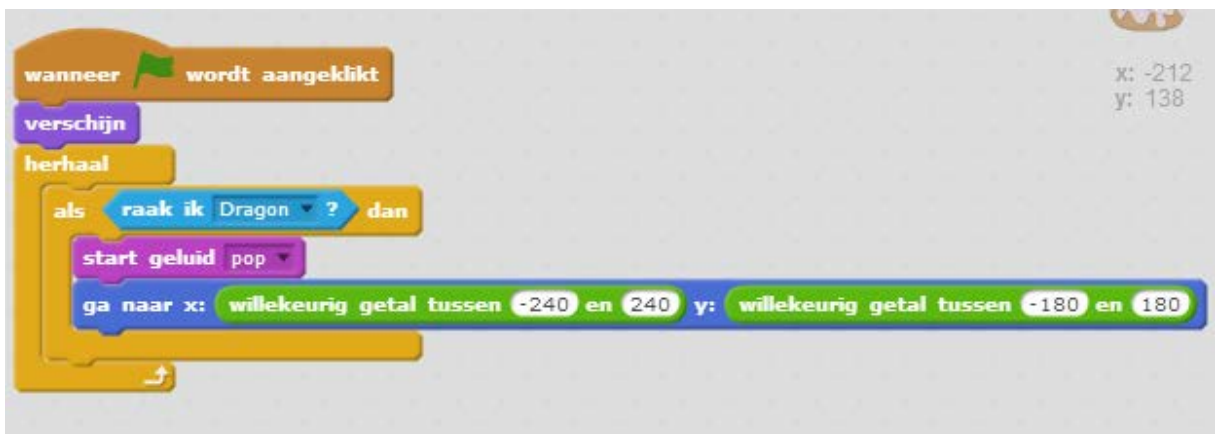 wanneer wordt aangeklikt
verschijn
herhaal
als raak ik Dragon ? dan
start geluid pop
ga naar x: willekeurig getal tussen -240 en 240 y: willekeurig getal tussen -180 en 180
x: -212
y: 138